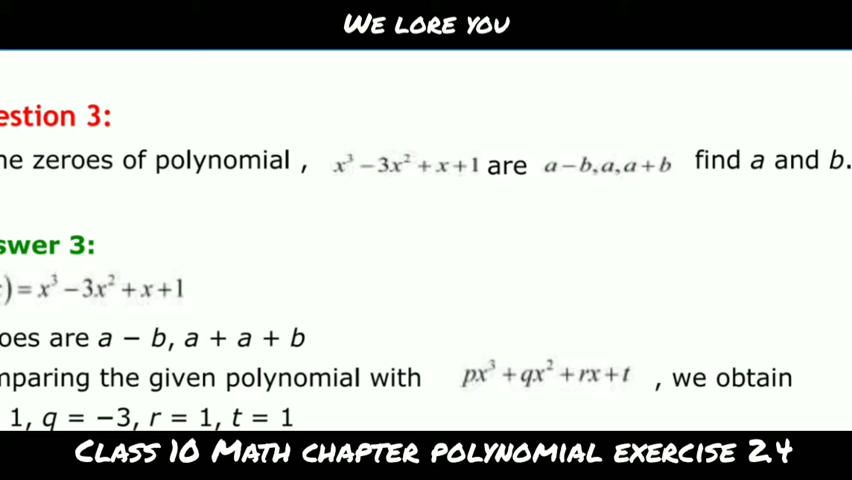 WE LORE YOU
estion 3:
ne zeroes of polynomial , x³ – 3x² + x + 1 are a – b, a, a + b find a and b.
swer 3:
) = x³ – 3x² + x + 1
oes are a − b, a + a + b
mparing the given polynomial with px³ + qx² + rx + t , we obtain
1, q = −3, r = 1, t = 1
CLASS 10 MATH CHAPTER POLYNOMIAL EXERCISE 2.4